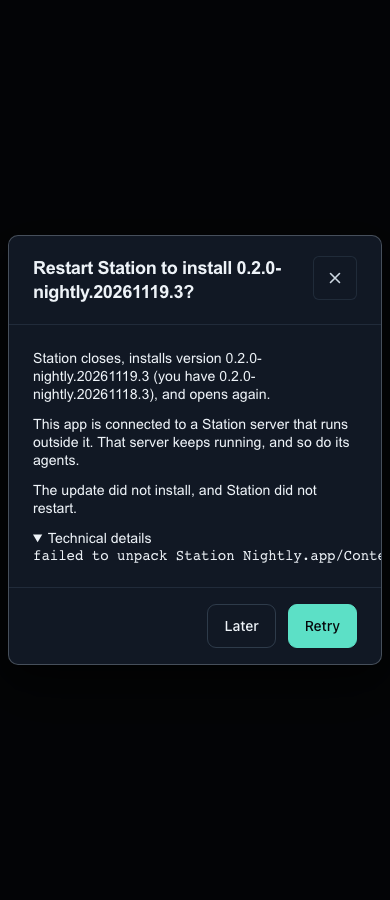 Restart Station to install 0.2.0-
nightly.20261119.3?
Station closes, installs version 0.2.0-
nightly.20261119.3 (you have 0.2.0-
nightly.20261118.3), and opens again.
This app is connected to a Station server that runs
outside it. That server keeps running, and so do its
agents.
The update did not install, and Station did not
restart.
Technical details
failed to unpack Station Nightly.app/Conte
Later
Retry